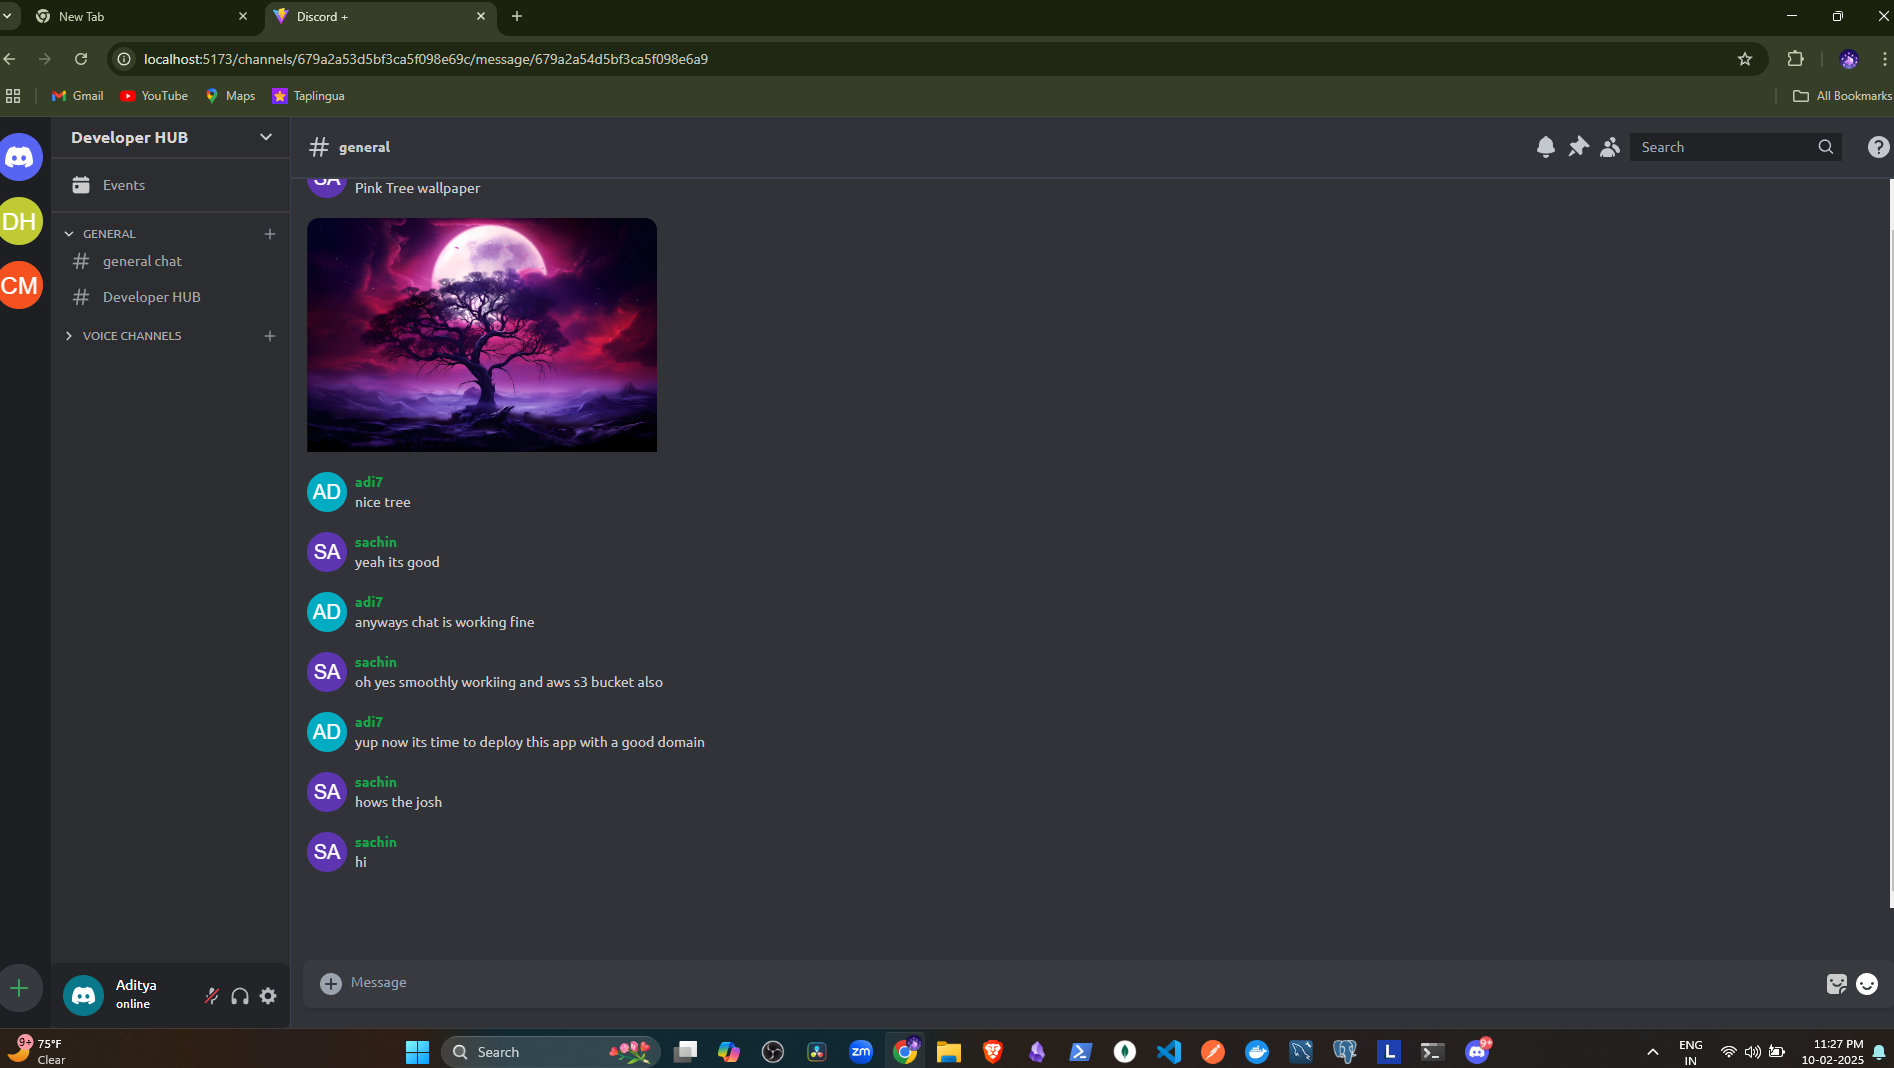 New Tab
Discord +
localhost:5173/channels/679a2a53d5bf3ca5f098e69c/message/679a2a54d5bf3ca5f098e6a9
Gmail
YouTube
Maps
Taplingua
All Bookmarks
Developer HUB
Events
GENERAL
general chat
Developer HUB
VOICE CHANNELS
DH
CM
general
Search
SA
Pink Tree wallpaper
AD
adi7
nice tree
SA
sachin
yeah its good
AD
adi7
anyways chat is working fine
SA
sachin
oh yes smoothly workiing and aws s3 bucket also
AD
adi7
yup now its time to deploy this app with a good domain
SA
sachin
hows the josh
SA
sachin
hi
Message
Aditya
online
9+
75°F
Clear
Search
zm
L
9+
ENG
IN
11:27 PM
10-02-2025